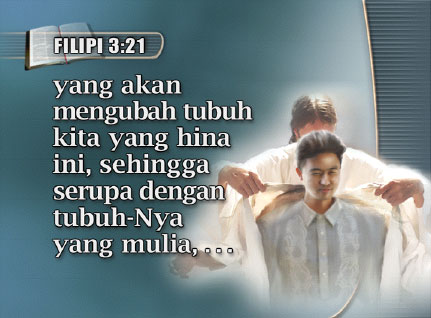 FILIPI 3:21
yang akan
mengubah tubuh
kita yang hina
ini, sehingga
serupa dengan
tubuh-Nya
yang mulia, . . .